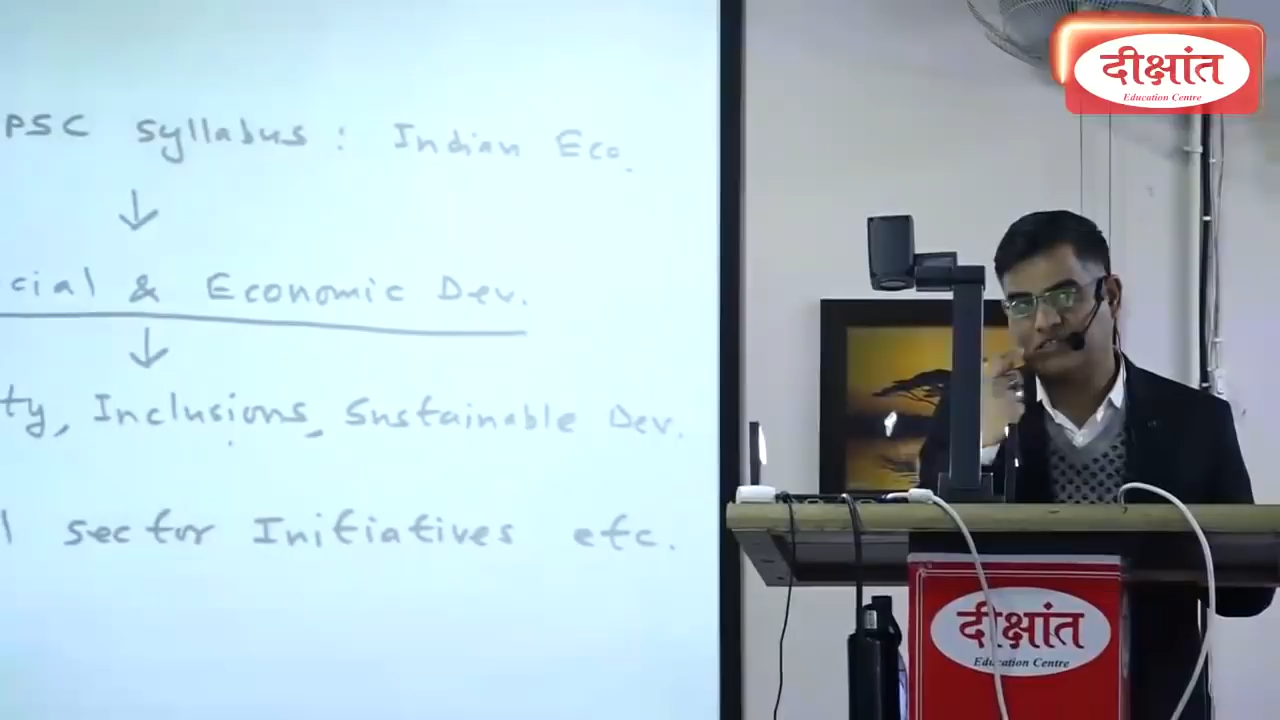 PSC syllabus : Indian Eco.
cial & Economic Dev.
ty, Inclusions, Sustainable Dev.
l sector Initiatives etc.
दीक्षांत
Education Centre
दीक्षांत
Education Centre